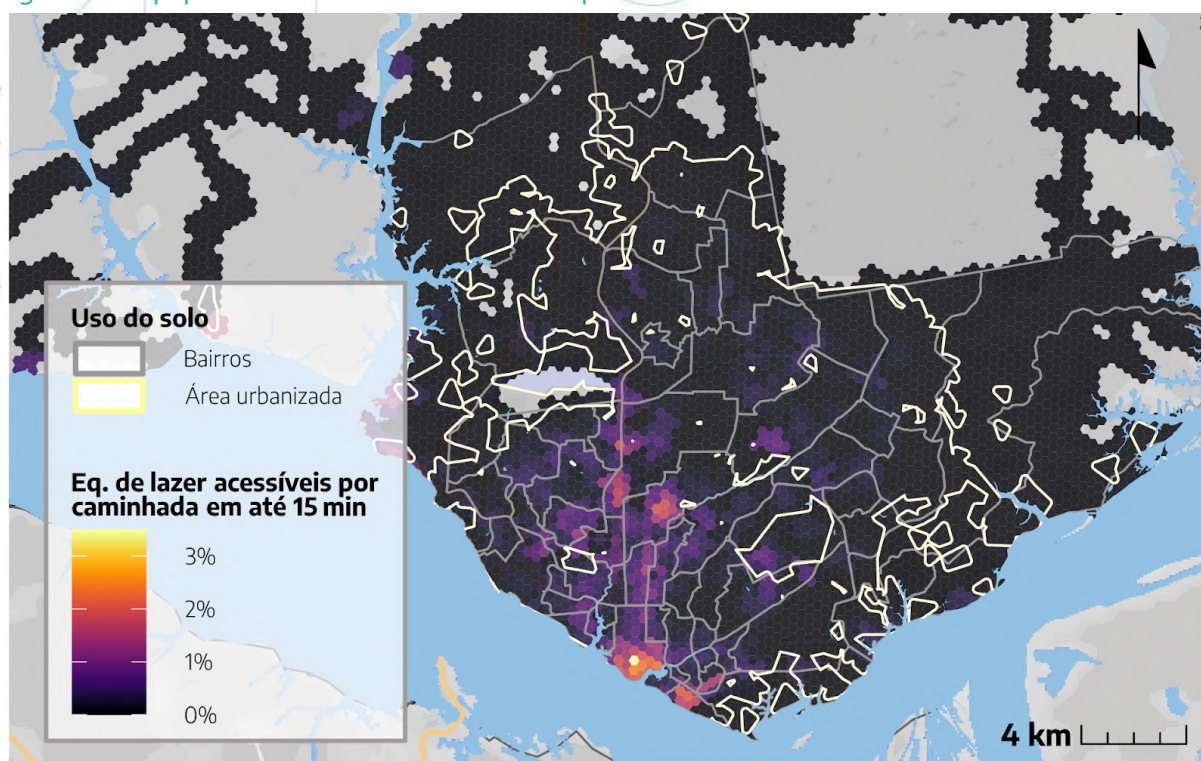 Uso do solo
Bairros
Área urbanizada
Eq. de lazer acessíveis por
caminhada em até 15 min
3%
2%
1%
0%
4 km